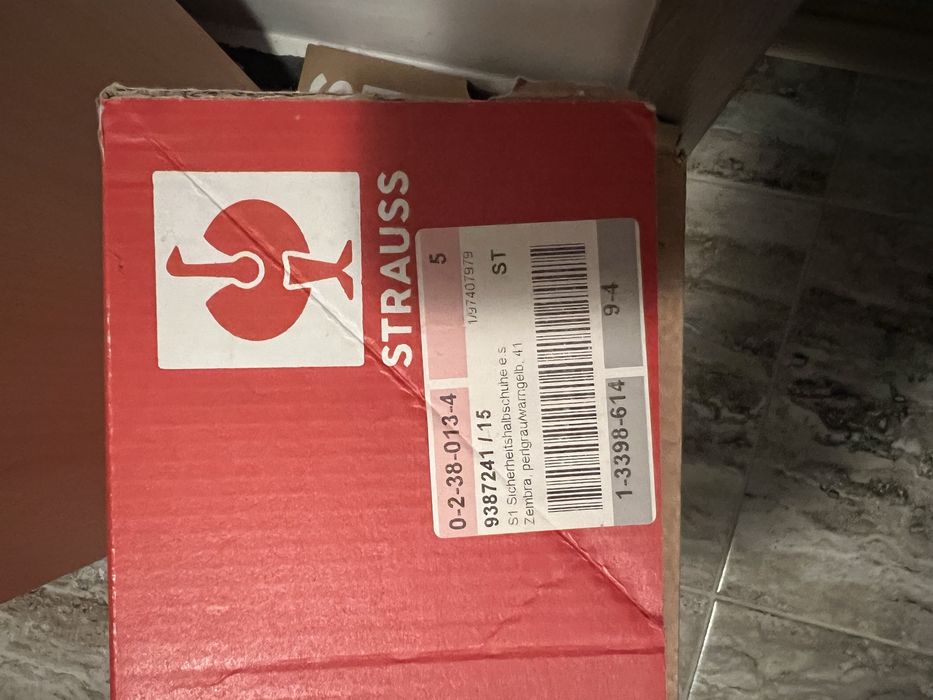 STRAUSS
0-2-38-013-4 5
9387241 / 15 1/97407979
S1 Sicherheitshalbschuhe e.s. ST
Zembra, perlgrau/warngelb, 41
1-3398-614 9-4
S